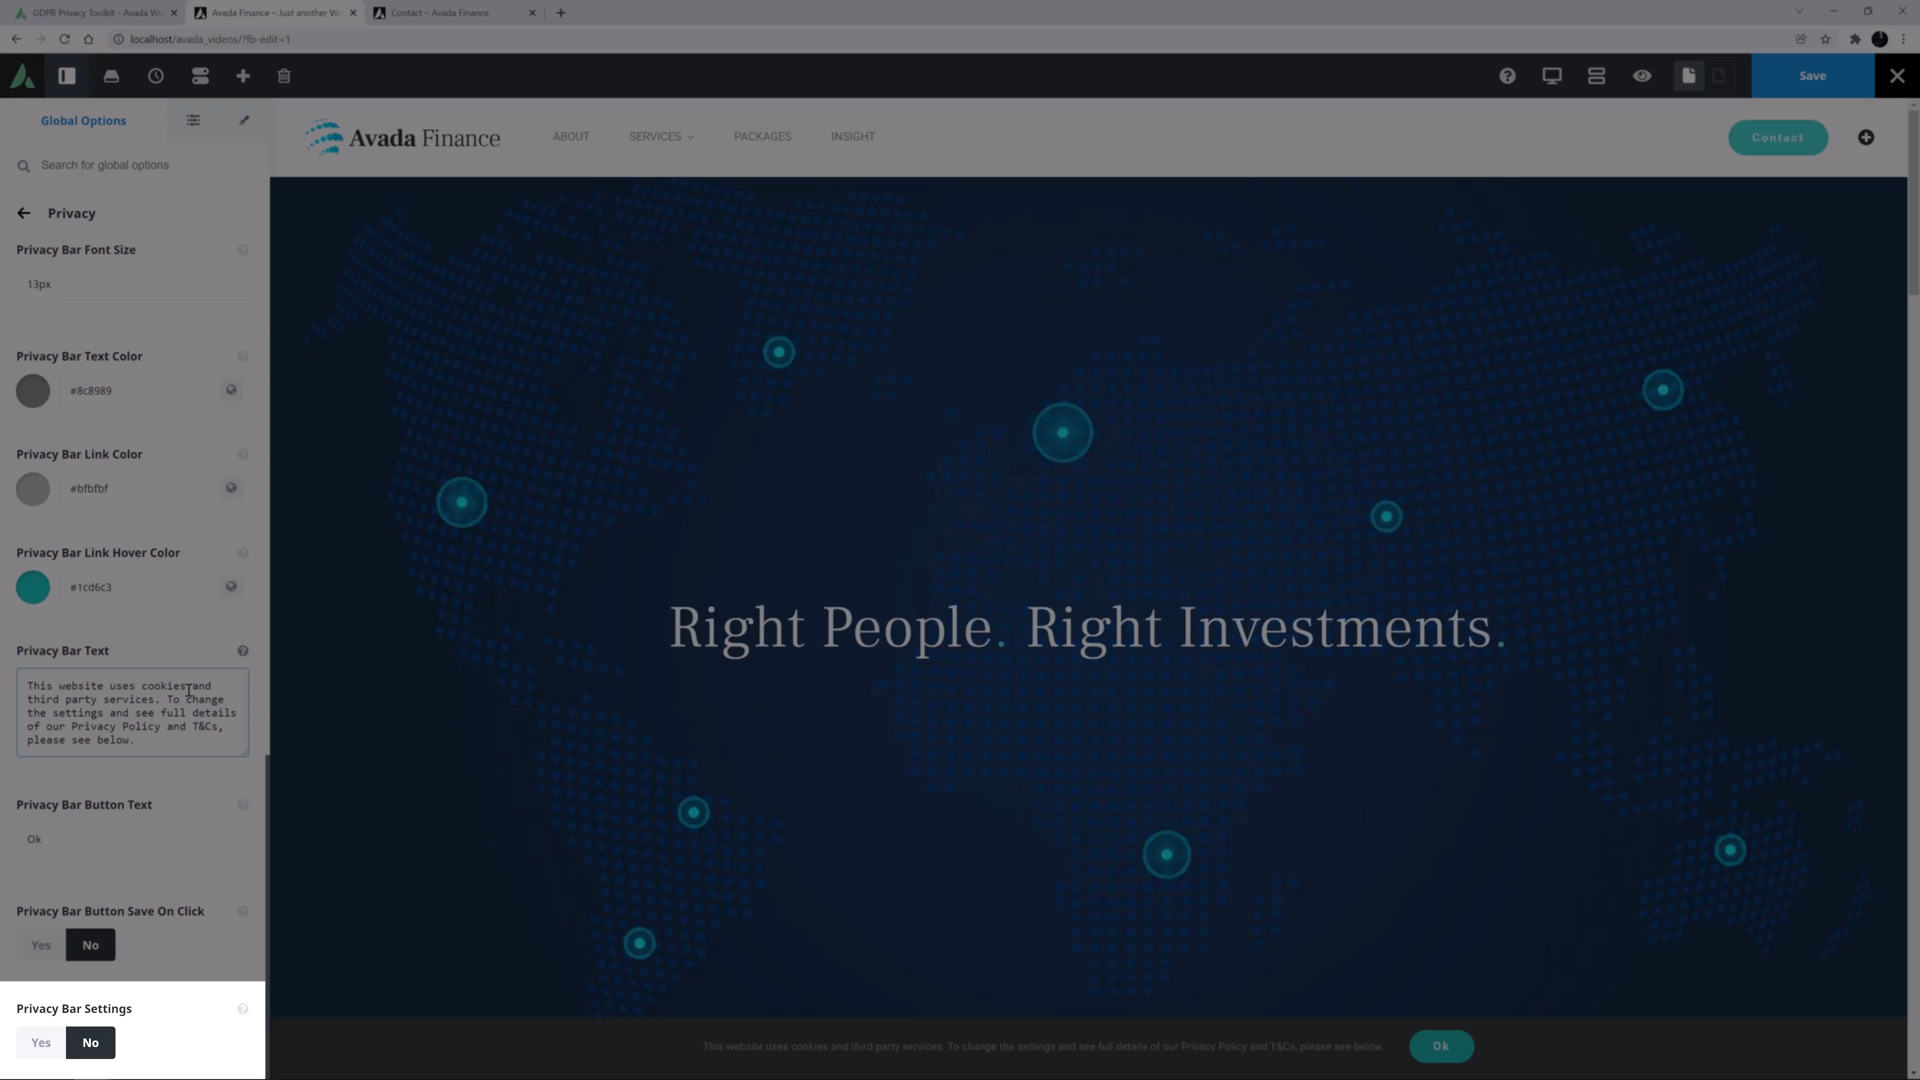 GDPR Privacy Toolkit - Avada W
Avada Finance – Just another W
Contact – Avada Finance
localhost/avada_videos/?fb-edit=1
Save
Global Options
Search for global options
Privacy
Privacy Bar Font Size
13px
Privacy Bar Text Color
#8c8989
Privacy Bar Link Color
#bfbfbf
Privacy Bar Link Hover Color
#1cd6c3
Privacy Bar Text
This website uses cookies and
third party services. To change
the settings and see full details
of our Privacy Policy and T&Cs,
please see below.
Privacy Bar Button Text
Ok
Privacy Bar Button Save On Click
Yes No
Privacy Bar Settings
Yes No
Avada Finance
ABOUT SERVICES PACKAGES INSIGHT
Contact
Right People. Right Investments.
This website uses cookies and third party services. To change the settings and see full details of our Privacy Policy and T&Cs, please see below.
Ok